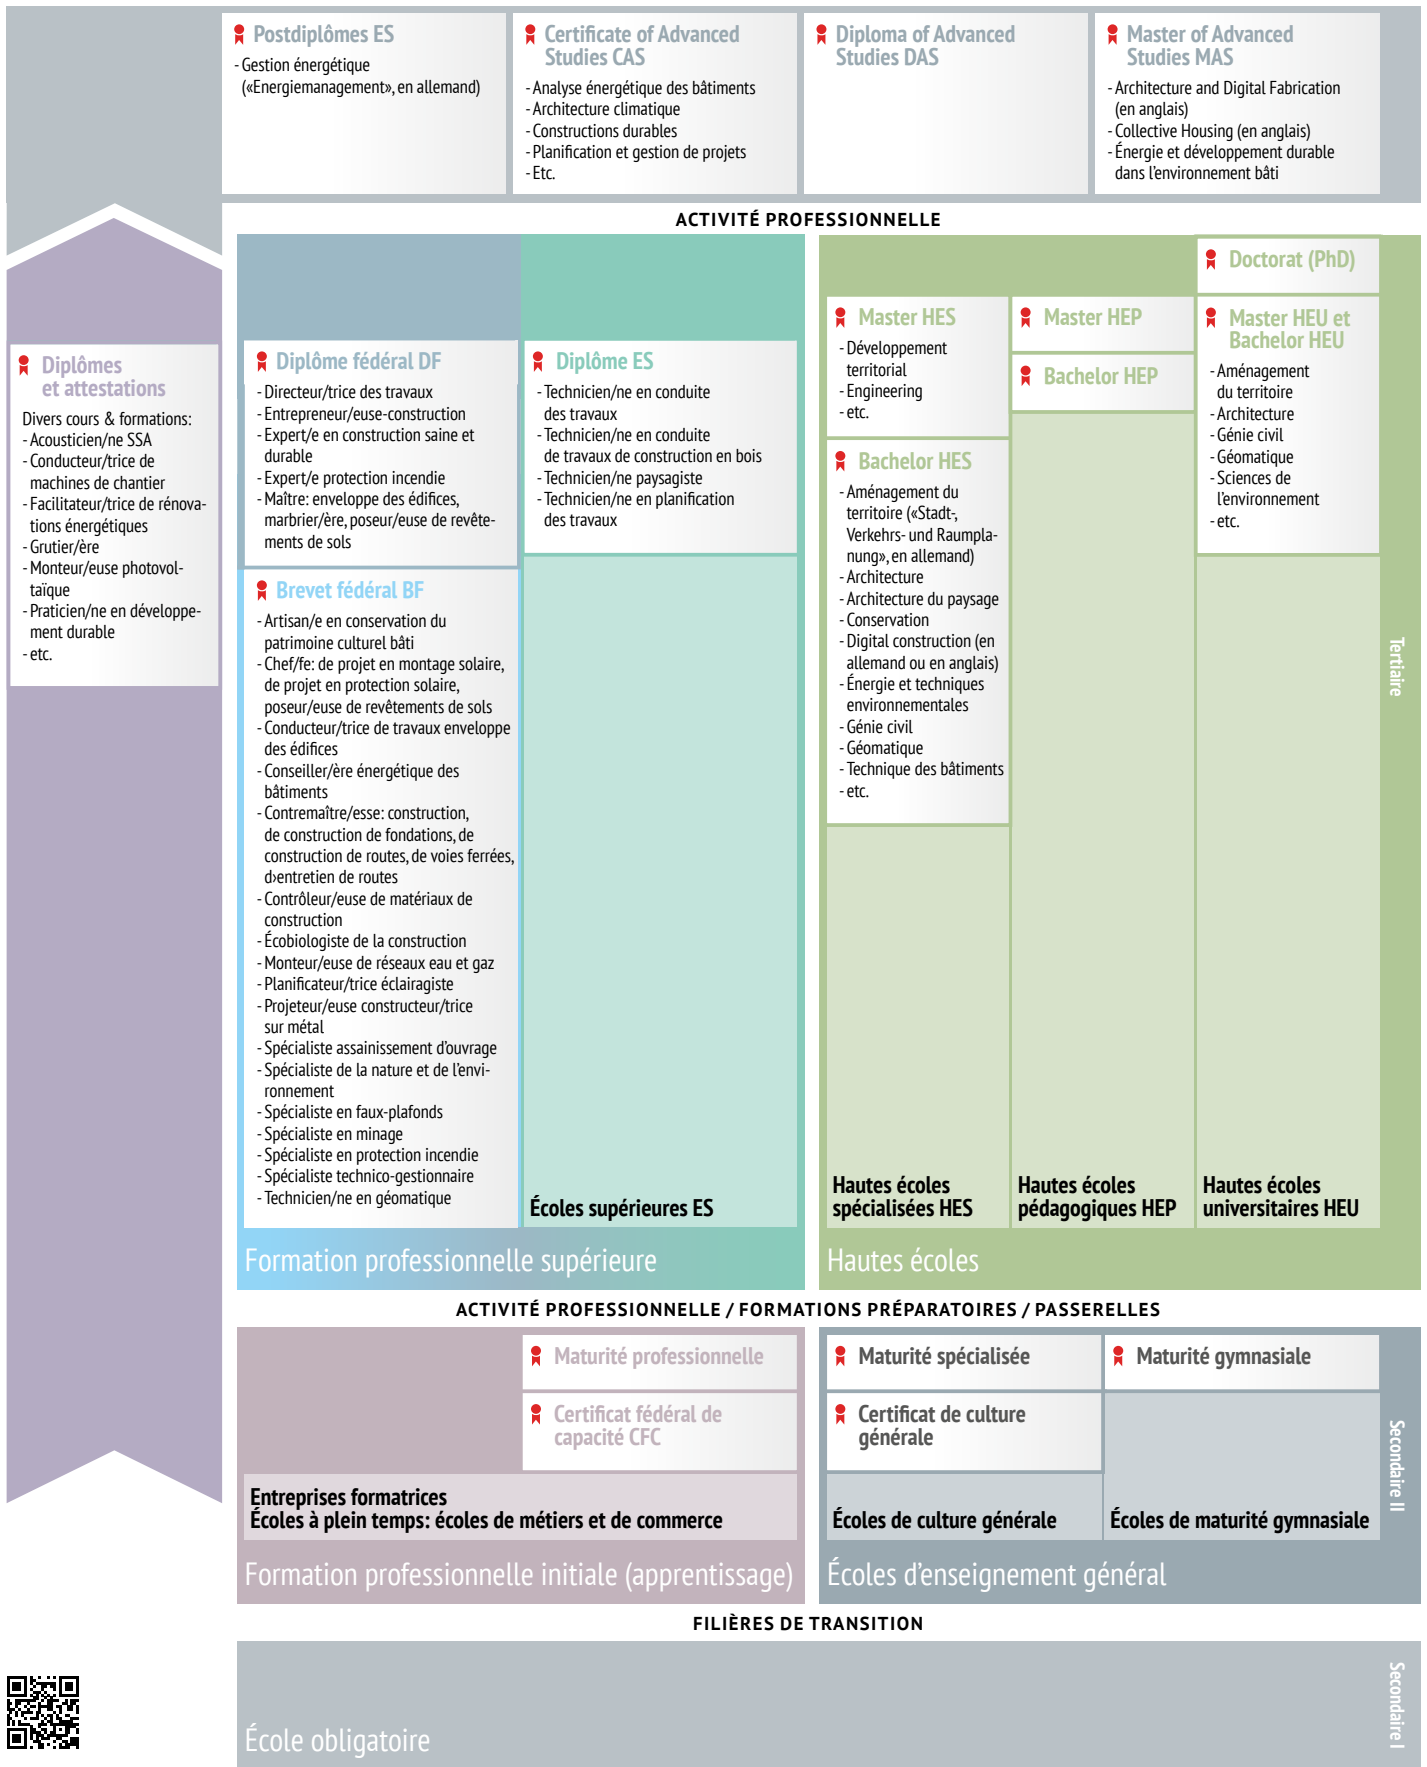 Postdiplômes ES
- Gestion énergétique
(«Energiemanagement», en allemand)
Certificate of Advanced
Studies CAS
- Analyse énergétique des bâtiments
- Architecture climatique
- Constructions durables
- Planification et gestion de projets
- Etc.
Diploma of Advanced
Studies DAS
Master of Advanced
Studies MAS
- Architecture and Digital Fabrication
(en anglais)
- Collective Housing (en anglais)
- Énergie et développement durable
dans l'environnement bâti
ACTIVITÉ PROFESSIONNELLE
Diplômes
et attestations
Divers cours & formations:
- Acousticien/ne SSA
- Conducteur/trice de
machines de chantier
- Facilitateur/trice de rénova-
tions énergétiques
- Grutier/ère
- Monteur/euse photovol-
taïque
- Praticien/ne en développe-
ment durable
- etc.
Diplôme fédéral DF
- Directeur/trice des travaux
- Entrepreneur/euse-construction
- Expert/e en construction saine et
durable
- Expert/e protection incendie
- Maître: enveloppe des édifices,
marbrier/ère, poseur/euse de revête-
ments de sols
Brevet fédéral BF
- Artisan/e en conservation du
patrimoine culturel bâti
- Chef/fe: de projet en montage solaire,
de projet en protection solaire,
poseur/euse de revêtements de sols
- Conducteur/trice de travaux enveloppe
des édifices
- Conseiller/ère énergétique des
bâtiments
- Contremaître/esse: construction,
de construction de fondations, de
construction de routes, de voies ferrées,
d›entretien de routes
- Contrôleur/euse de matériaux de
construction
- Écobiologiste de la construction
- Monteur/euse de réseaux eau et gaz
- Planificateur/trice éclairagiste
- Projeteur/euse constructeur/trice
sur métal
- Spécialiste assainissement d'ouvrage
- Spécialiste de la nature et de l'envi-
ronnement
- Spécialiste en faux-plafonds
- Spécialiste en minage
- Spécialiste en protection incendie
- Spécialiste technico-gestionnaire
- Technicien/ne en géomatique
Diplôme ES
- Technicien/ne en conduite
des travaux
- Technicien/ne en conduite
de travaux de construction en bois
- Technicien/ne paysagiste
- Technicien/ne en planification
des travaux
Écoles supérieures ES
Formation professionnelle supérieure
Master HES
- Développement
territorial
- Engineering
- etc.
Bachelor HES
- Aménagement du
territoire («Stadt-,
Verkehrs- und Raumpla-
nung», en allemand)
- Architecture
- Architecture du paysage
- Conservation
- Digital construction (en
allemand ou en anglais)
- Énergie et techniques
environnementales
- Génie civil
- Géomatique
- Technique des bâtiments
- etc.
Hautes écoles
spécialisées HES
Master HEP
Bachelor HEP
Hautes écoles
pédagogiques HEP
Doctorat (PhD)
Master HEU et
Bachelor HEU
- Aménagement
du territoire
- Architecture
- Génie civil
- Géomatique
- Sciences de
l'environnement
- etc.
Hautes écoles
universitaires HEU
Hautes écoles
Tertiaire
ACTIVITÉ PROFESSIONNELLE / FORMATIONS PRÉPARATOIRES / PASSERELLES
Maturité professionnelle
Certificat fédéral de
capacité CFC
Entreprises formatrices
Écoles à plein temps: écoles de métiers et de commerce
Formation professionnelle initiale (apprentissage)
Maturité spécialisée
Certificat de culture
générale
Écoles de culture générale
Maturité gymnasiale
Écoles de maturité gymnasiale
Écoles d'enseignement général
Secondaire II
FILIÈRES DE TRANSITION
École obligatoire
Secondaire I